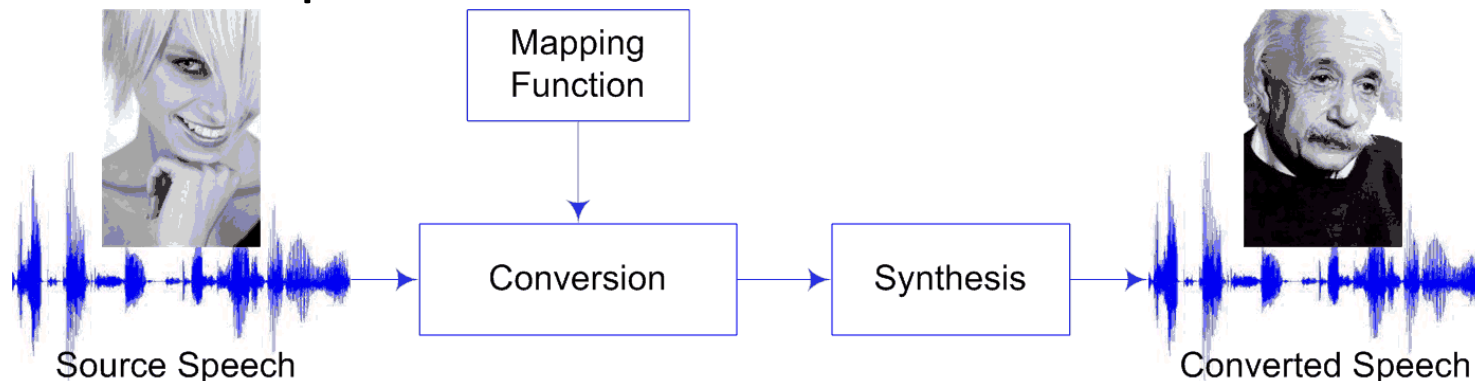 Mapping
Function
Conversion
Synthesis
Source Speech
Converted Speech